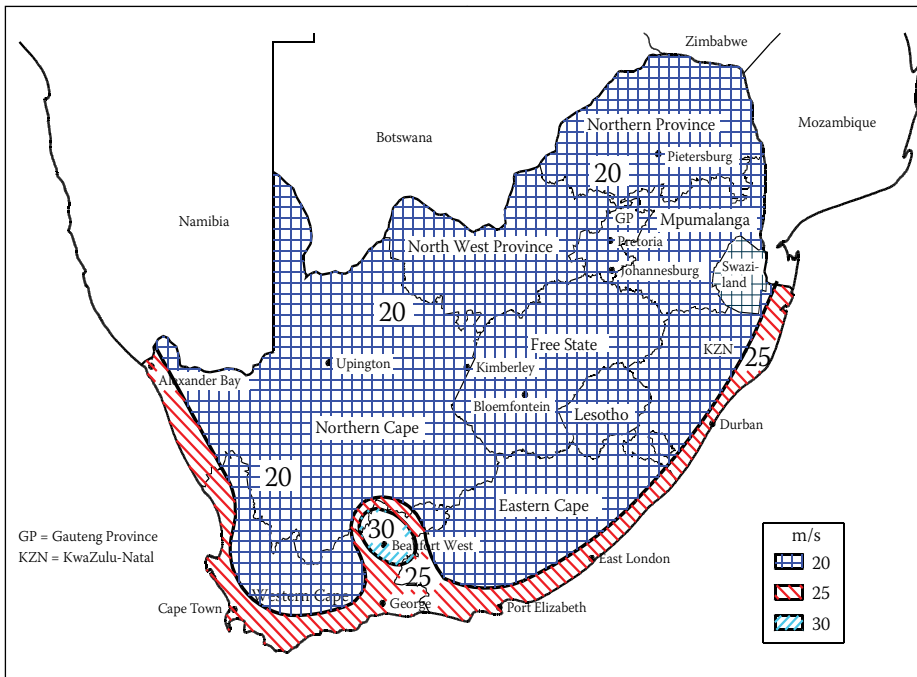 Zimbabwe
Mozambique
Botswana
Northern Province
Pietersburg
20
Namibia
GP
Mpumalanga
North West Province
Pretoria
Johannesburg
Swazi-
land
20
Free State
KZN
25
Upington
Kimberley
Alexander Bay
Bloemfontein
Lesotho
Northern Cape
Durban
20
Eastern Cape
30
GP = Gauteng Province
KZN = KwaZulu-Natal
Beaufort West
m/s
East London
20
25
Western Cape
25
Cape Town
George
Port Elizabeth
30